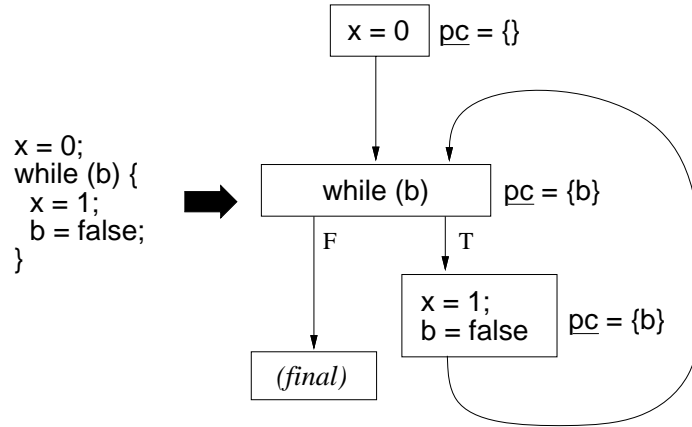 x = 0 pc = {}
x = 0;
while (b) {
x = 1;
b = false;
}
while (b) pc = {b}
F T
x = 1;
b = false pc = {b}
(final)